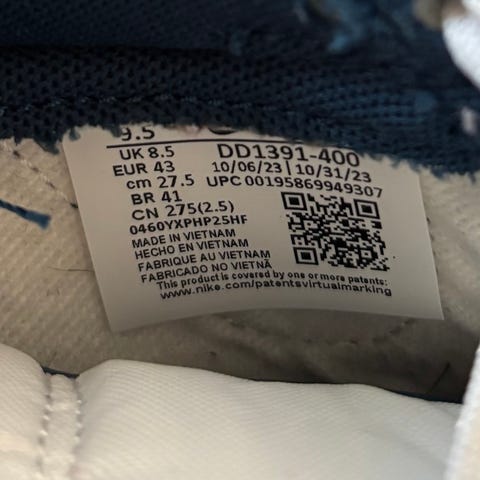 9.5
UK 8.5 DD1391-400
EUR 43 10/06/23 | 10/31/23
cm 27.5 UPC 00195869949307
BR 41
CN 275(2.5)
0460YXPHP25HF
MADE IN VIETNAM
HECHO EN VIETNAM
FABRIQUE AU VIETNAM
FABRICADO NO VIETNÃ
This product is covered by one or more patents:
www.nike.com/patentsvirtualmarking